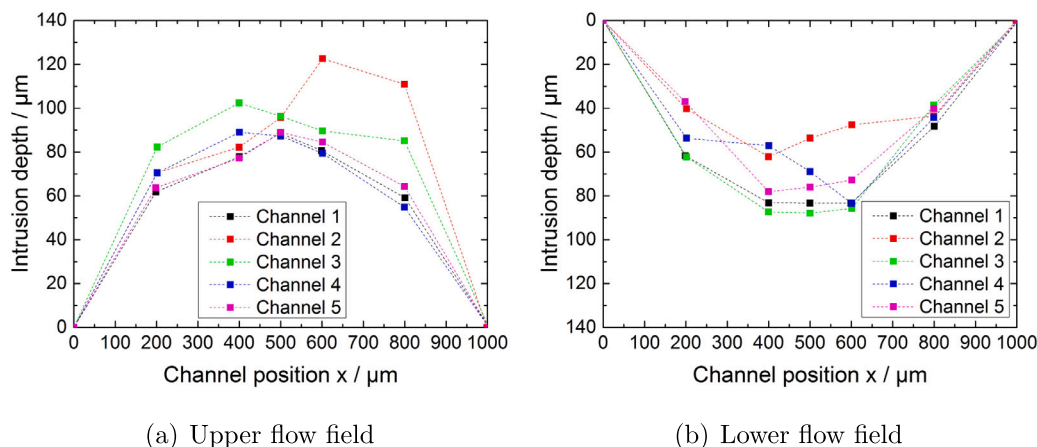 140
120
100
80
60
40
20
0
Intrusion depth / µm
Channel 1
Channel 2
Channel 3
Channel 4
Channel 5
0 100 200 300 400 500 600 700 800 900 1000
Channel position x / µm
(a) Upper flow field
0
20
40
60
80
100
120
140
Intrusion depth / µm
Channel 1
Channel 2
Channel 3
Channel 4
Channel 5
0 100 200 300 400 500 600 700 800 900 1000
Channel position x / µm
(b) Lower flow field